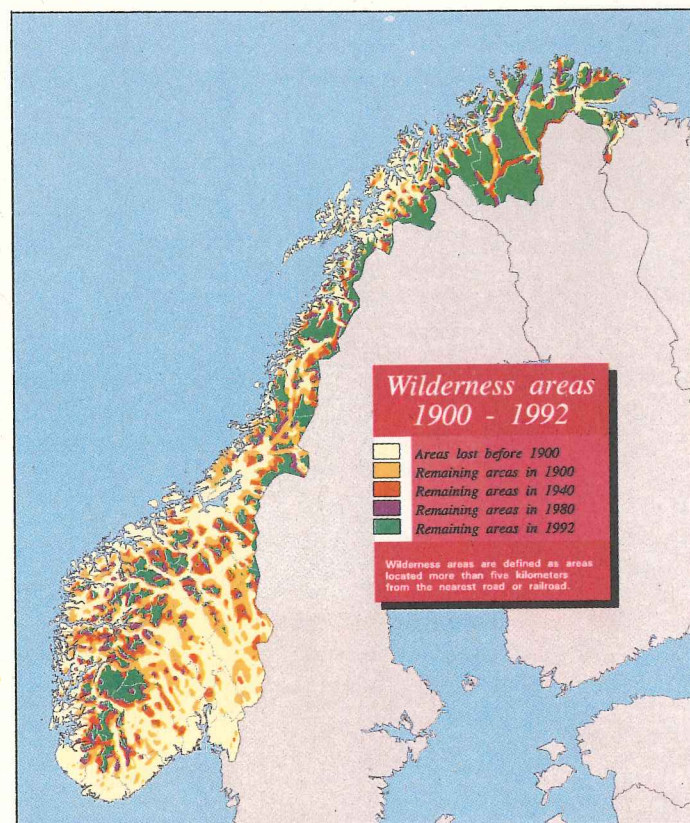 Wilderness areas
1900 - 1992
Areas lost before 1900
Remaining areas in 1900
Remaining areas in 1940
Remaining areas in 1980
Remaining areas in 1992
Wilderness areas are defined as areas
located more than five kilometers
from the nearest road or railroad.